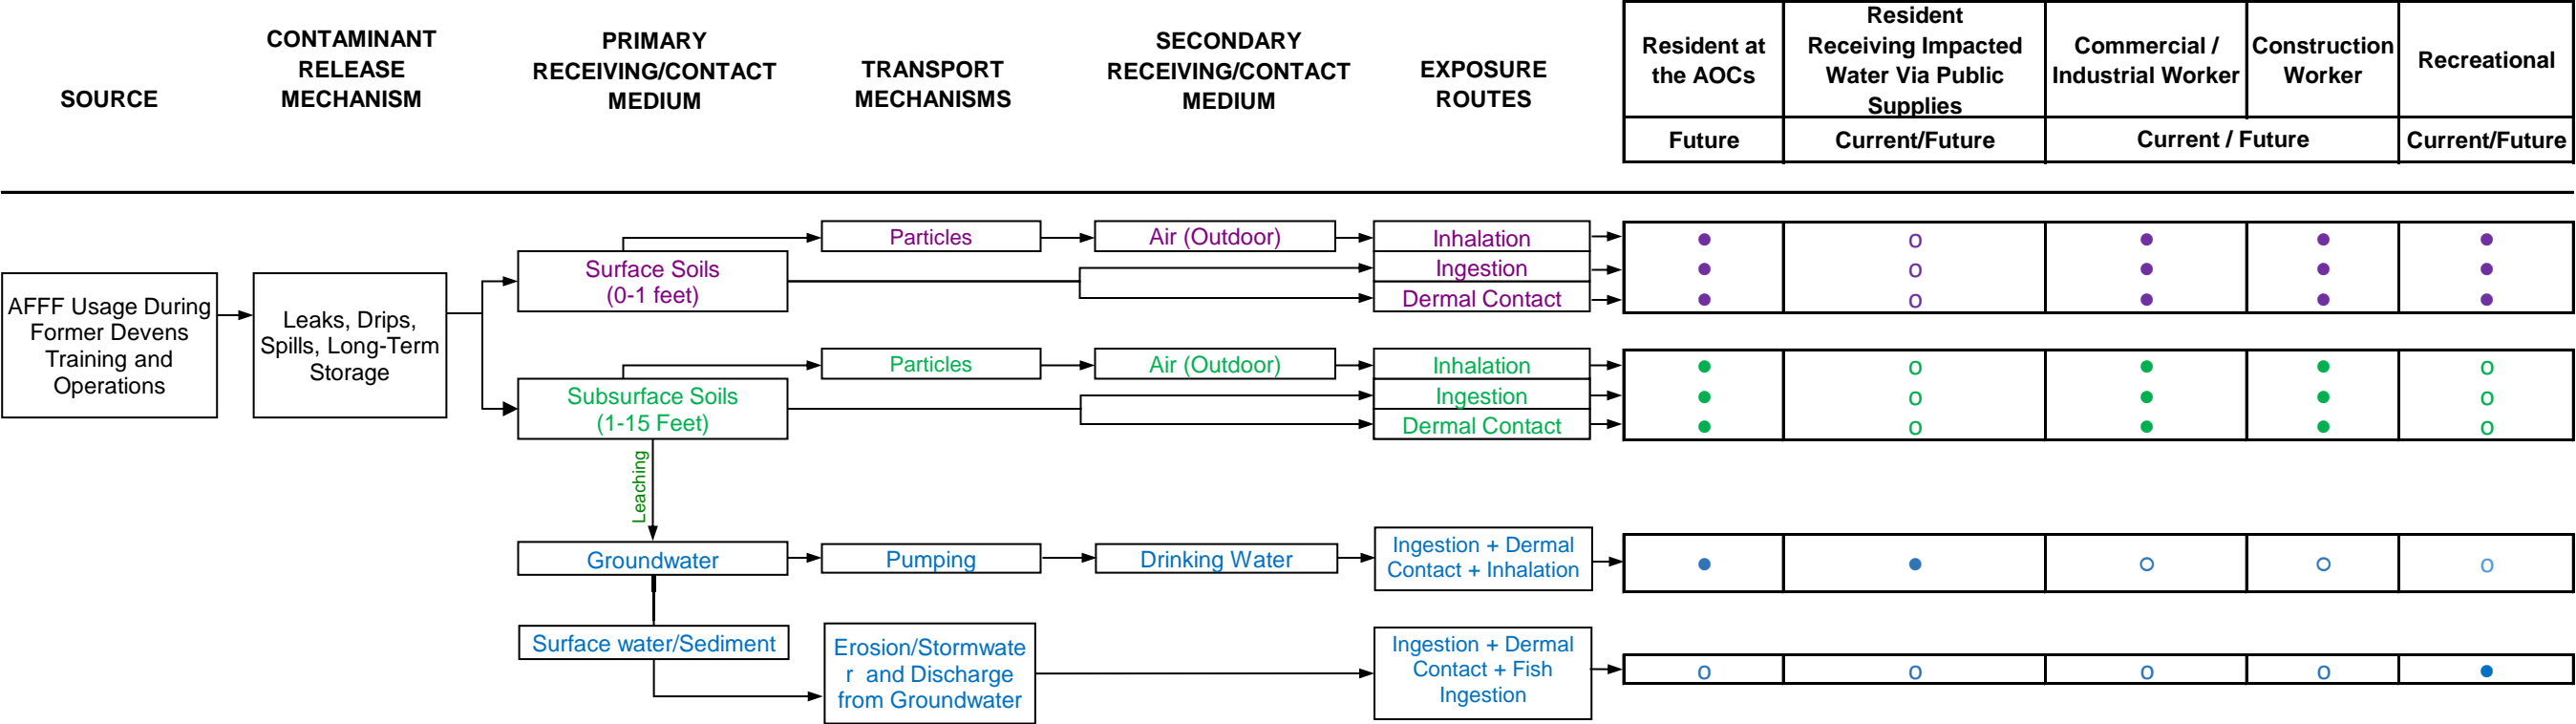 SOURCE
CONTAMINANT
RELEASE
MECHANISM
PRIMARY
RECEIVING/CONTACT
MEDIUM
TRANSPORT
MECHANISMS
SECONDARY
RECEIVING/CONTACT
MEDIUM
EXPOSURE
ROUTES
Resident at
the AOCs
Resident
Receiving Impacted
Water Via Public
Supplies
Commercial /
Industrial Worker
Construction
Worker
Recreational
Future
Current/Future
Current / Future
Current/Future
AFFF Usage During
Former Devens
Training and
Operations
Leaks, Drips,
Spills, Long-Term
Storage
Surface Soils
(0-1 feet)
Particles
Air (Outdoor)
Inhalation
● o ● ● ●
Ingestion
● o ● ● ●
Dermal Contact
● o ● ● ●
Subsurface Soils
(1-15 Feet)
Particles
Air (Outdoor)
Inhalation
● o ● ● o
Ingestion
● o ● ● o
Dermal Contact
● o ● ● o
Leaching
Groundwater
Pumping
Drinking Water
Ingestion + Dermal
Contact + Inhalation
● ● o o o
Surface water/Sediment
Erosion/Stormwate
r and Discharge
from Groundwater
Ingestion + Dermal
Contact + Fish
Ingestion
o o o o ●